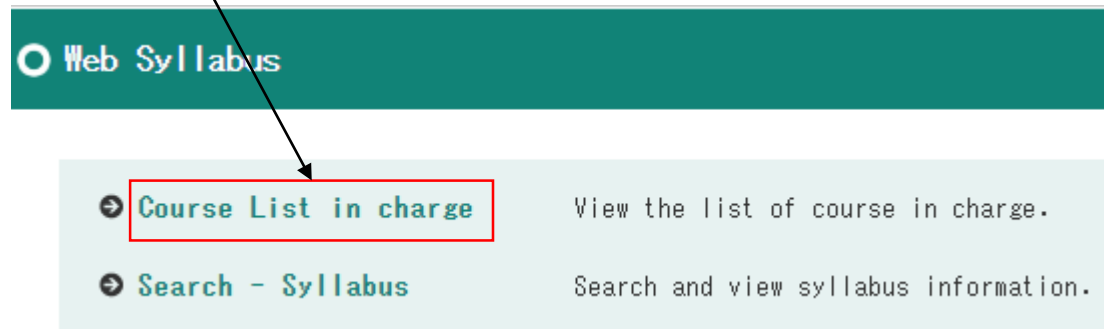 Web Syllabus
Course List in charge View the list of course in charge.
Search - Syllabus Search and view syllabus information.